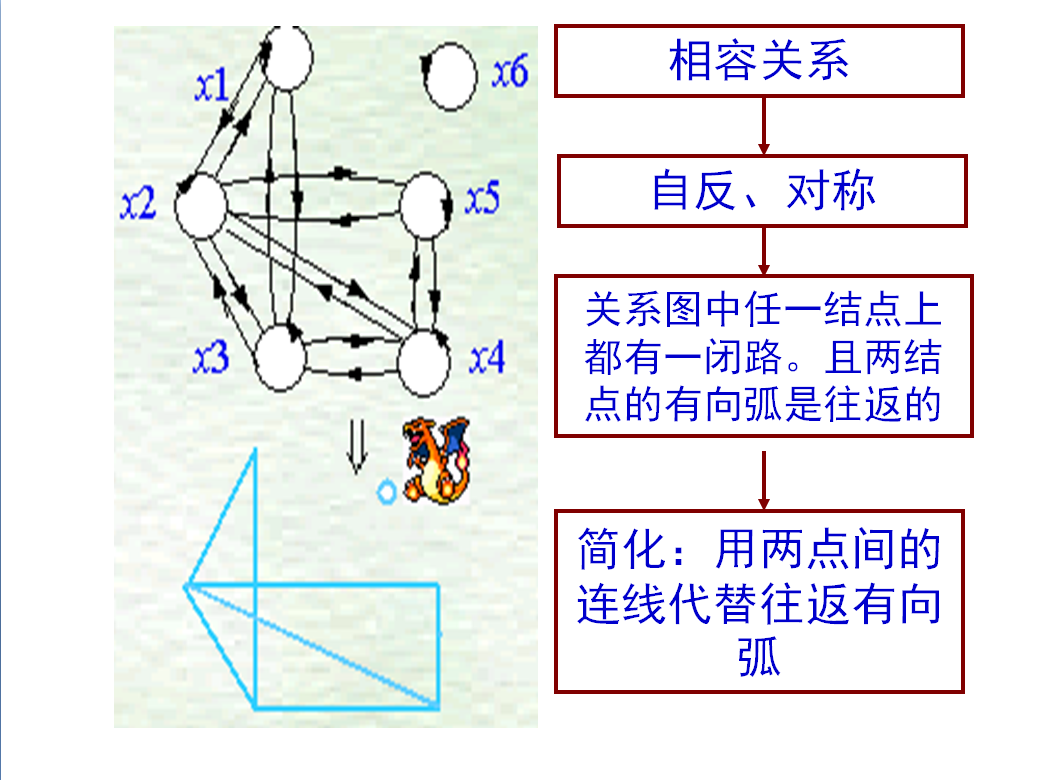 x1
x6
x2
x5
x3
x4
相容关系
自反、对称
关系图中任一结点上
都有一闭路。且两结
点的有向弧是往返的
简化：用两点间的
连线代替往返有向
弧